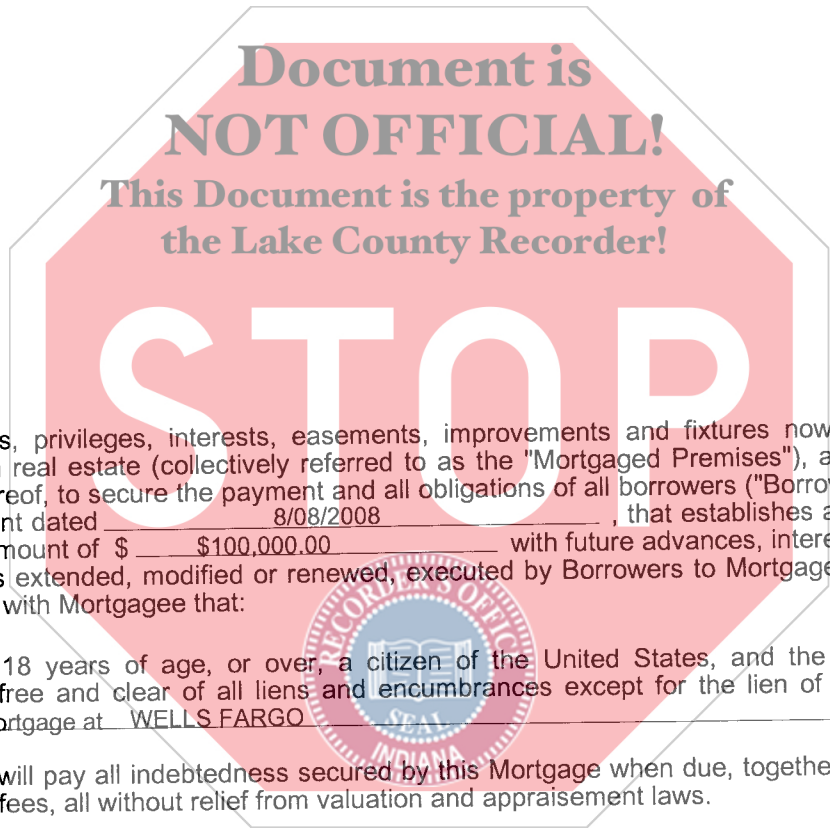 Document is
NOT OFFICIAL!
This Document is the property of
the Lake County Recorder!
STOP
s, privileges, interests, easements, improvements and fixtures now
real estate (collectively referred to as the "Mortgaged Premises"), a
reof, to secure the payment and all obligations of all borrowers ("Borrow
nt dated 8/08/2008 , that establishes a
mount of $ $100,000.00 with future advances, intere
s extended, modified or renewed, executed by Borrowers to Mortgage
with Mortgagee that:
RECORDER'S OFFICE
SEAL
INDIANA
18 years of age, or over, a citizen of the United States, and the
free and clear of all liens and encumbrances except for the lien of
ortgage at WELLS FARGO
will pay all indebtedness secured by this Mortgage when due, togethe
fees, all without relief from valuation and appraisement laws.